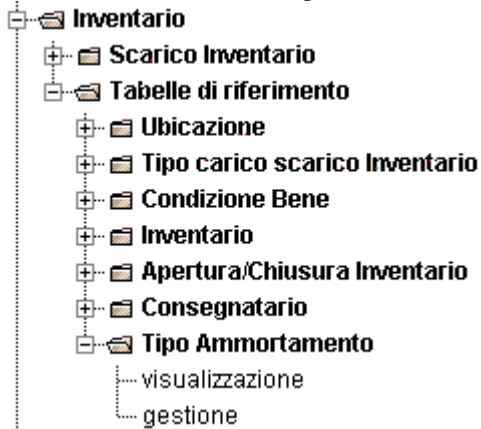 Inventario
Scarico Inventario
Tabelle di riferimento
Ubicazione
Tipo carico scarico Inventario
Condizione Bene
Inventario
Apertura/Chiusura Inventario
Consegnatario
Tipo Ammortamento
visualizzazione
gestione